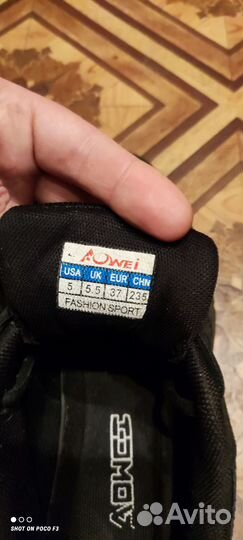 AOWEi
USA UK EUR CHN
5 5.5 37 235
FASHION SPORT
SHOT ON POCO F3
Avito